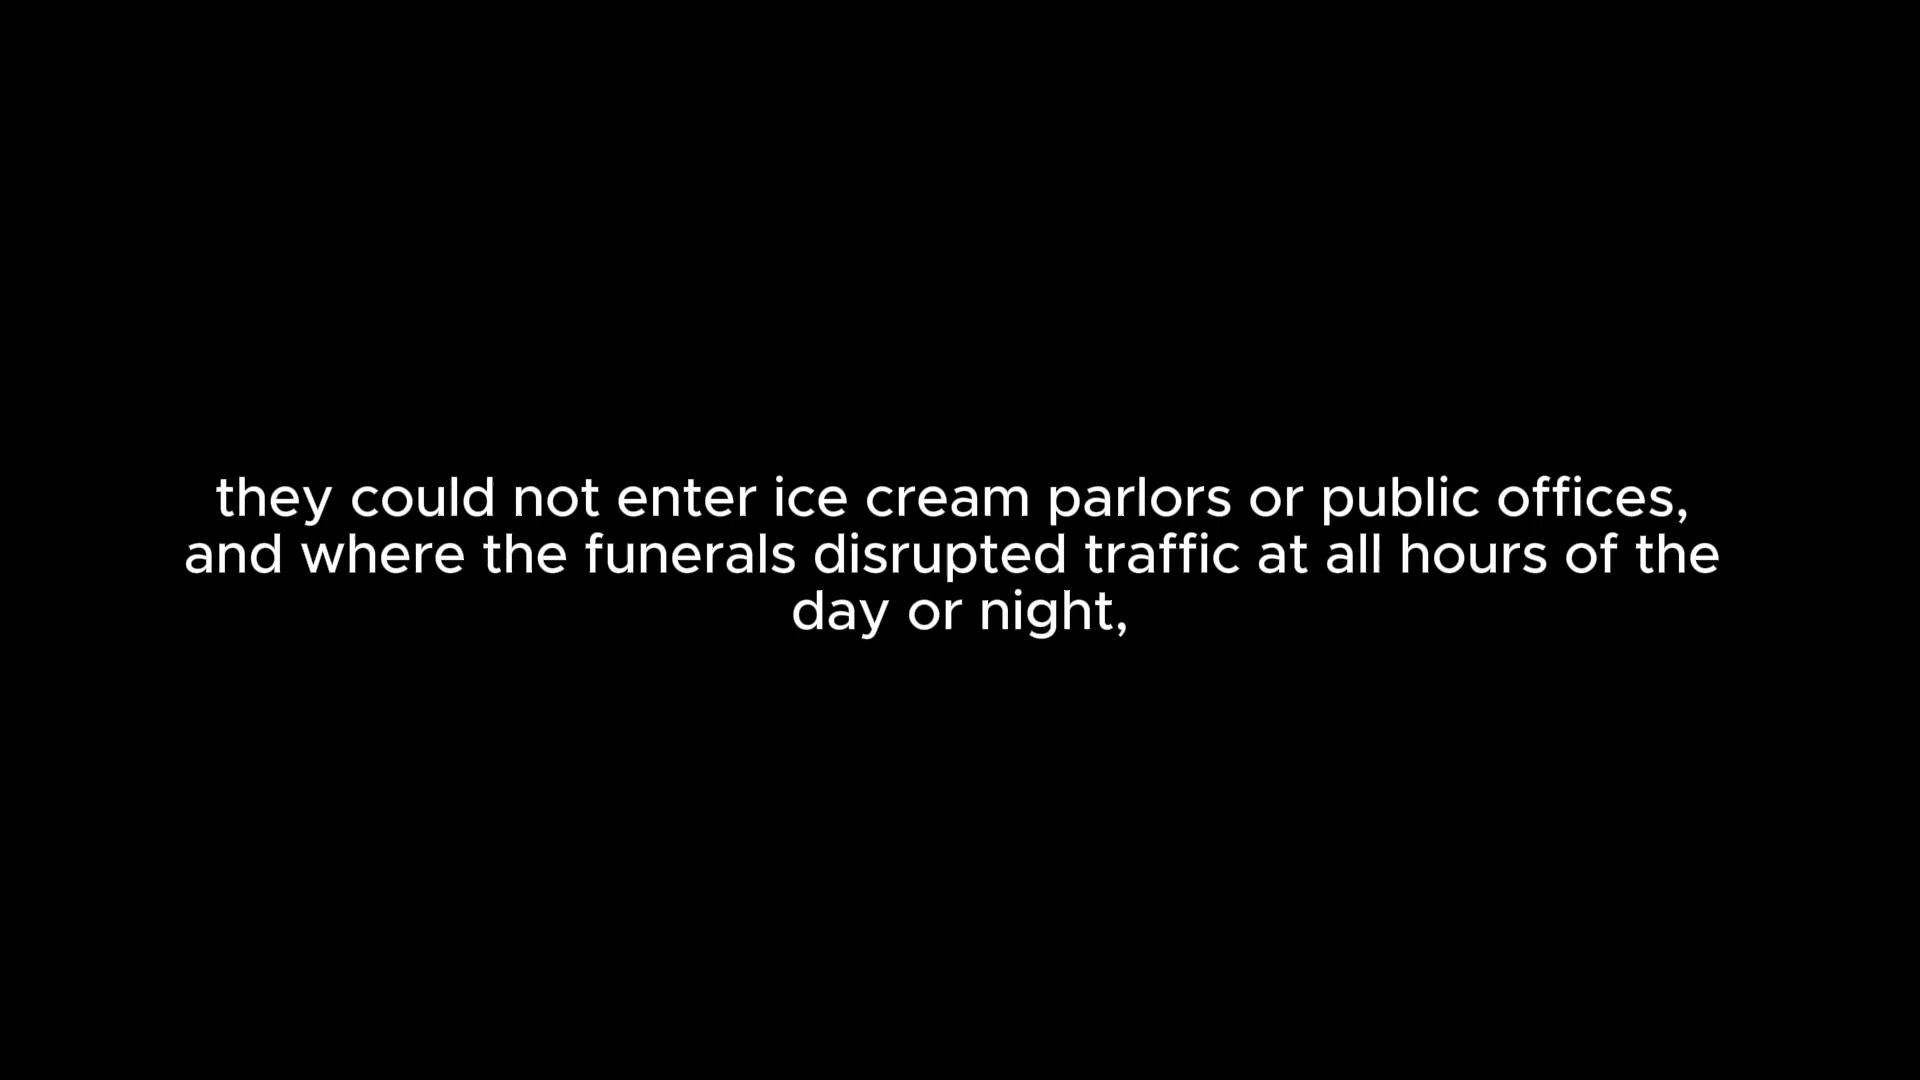 they could not enter ice cream parlors or public offices,
and where the funerals disrupted traffic at all hours of the
day or night,